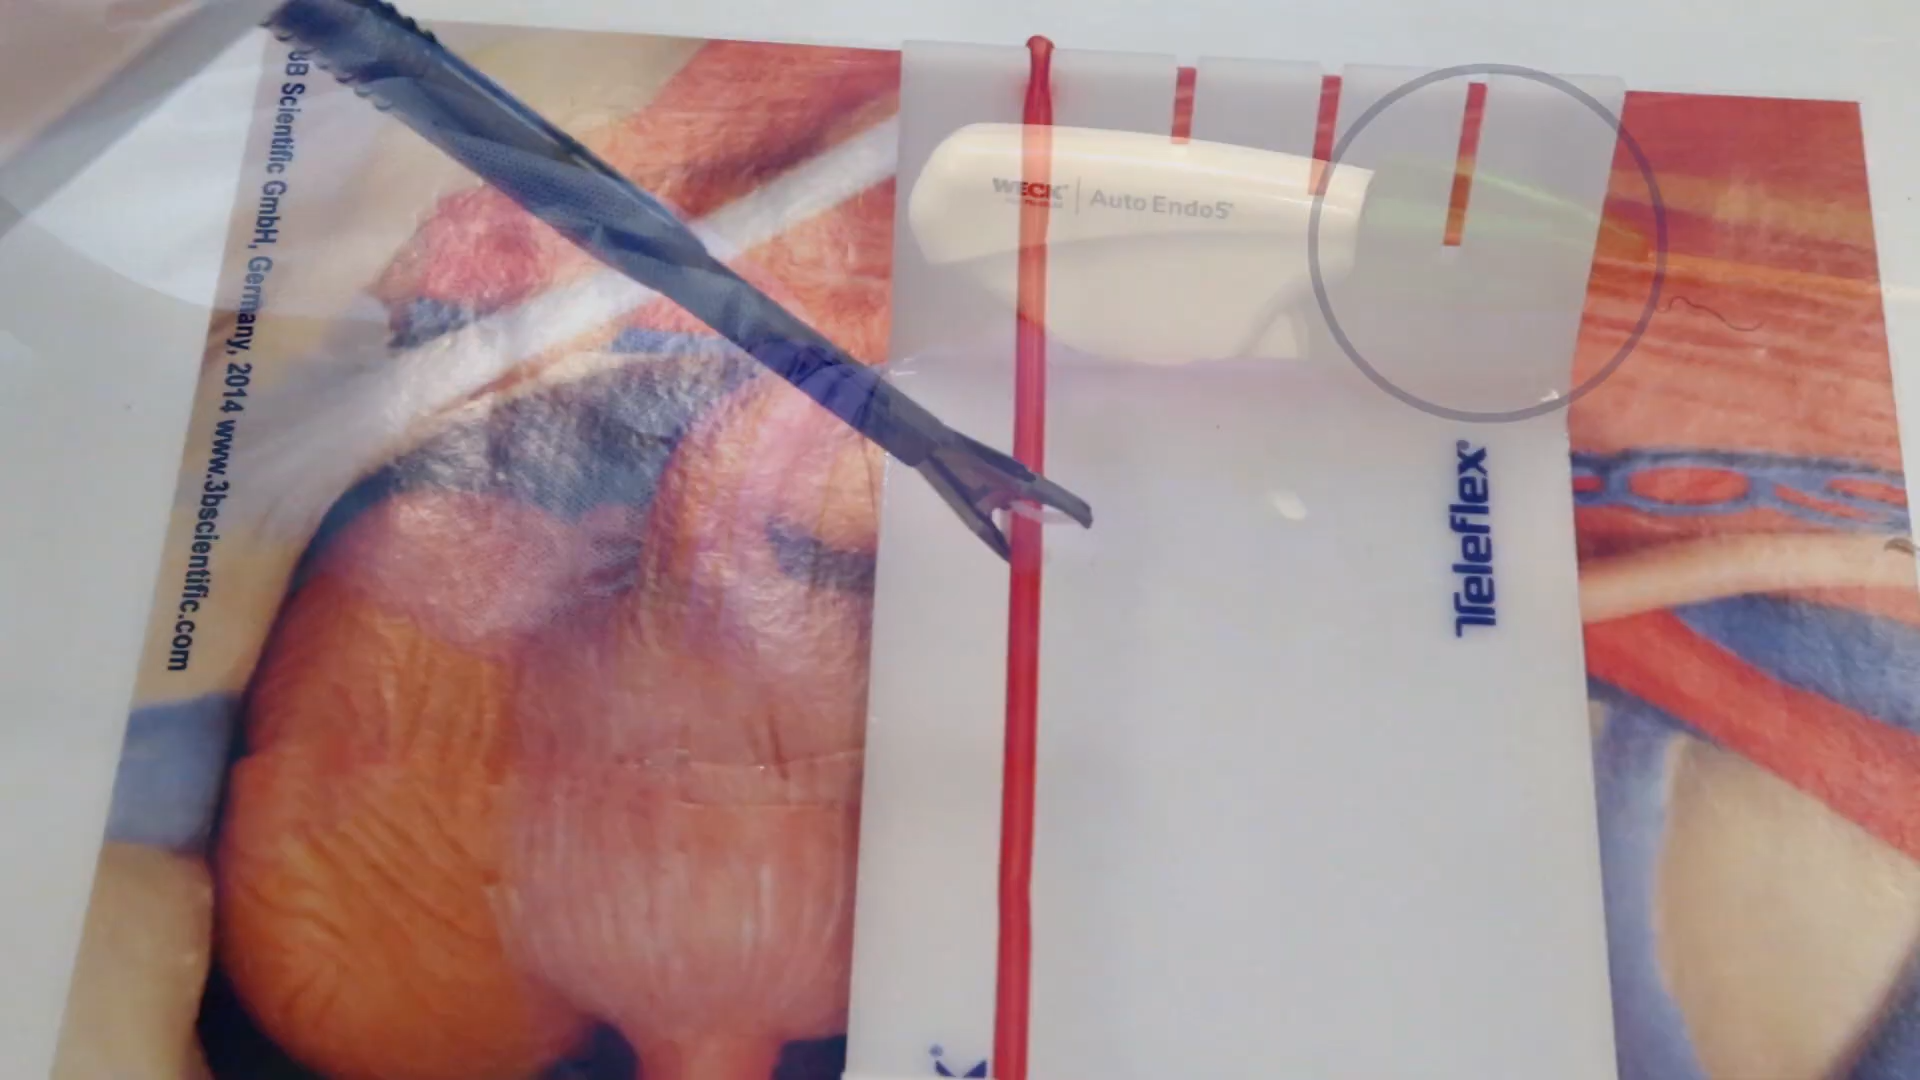 3B Scientific GmbH, Germany, 2014 www.3bscientific.com
WECK® | Auto Endo5®
Teleflex®
K®